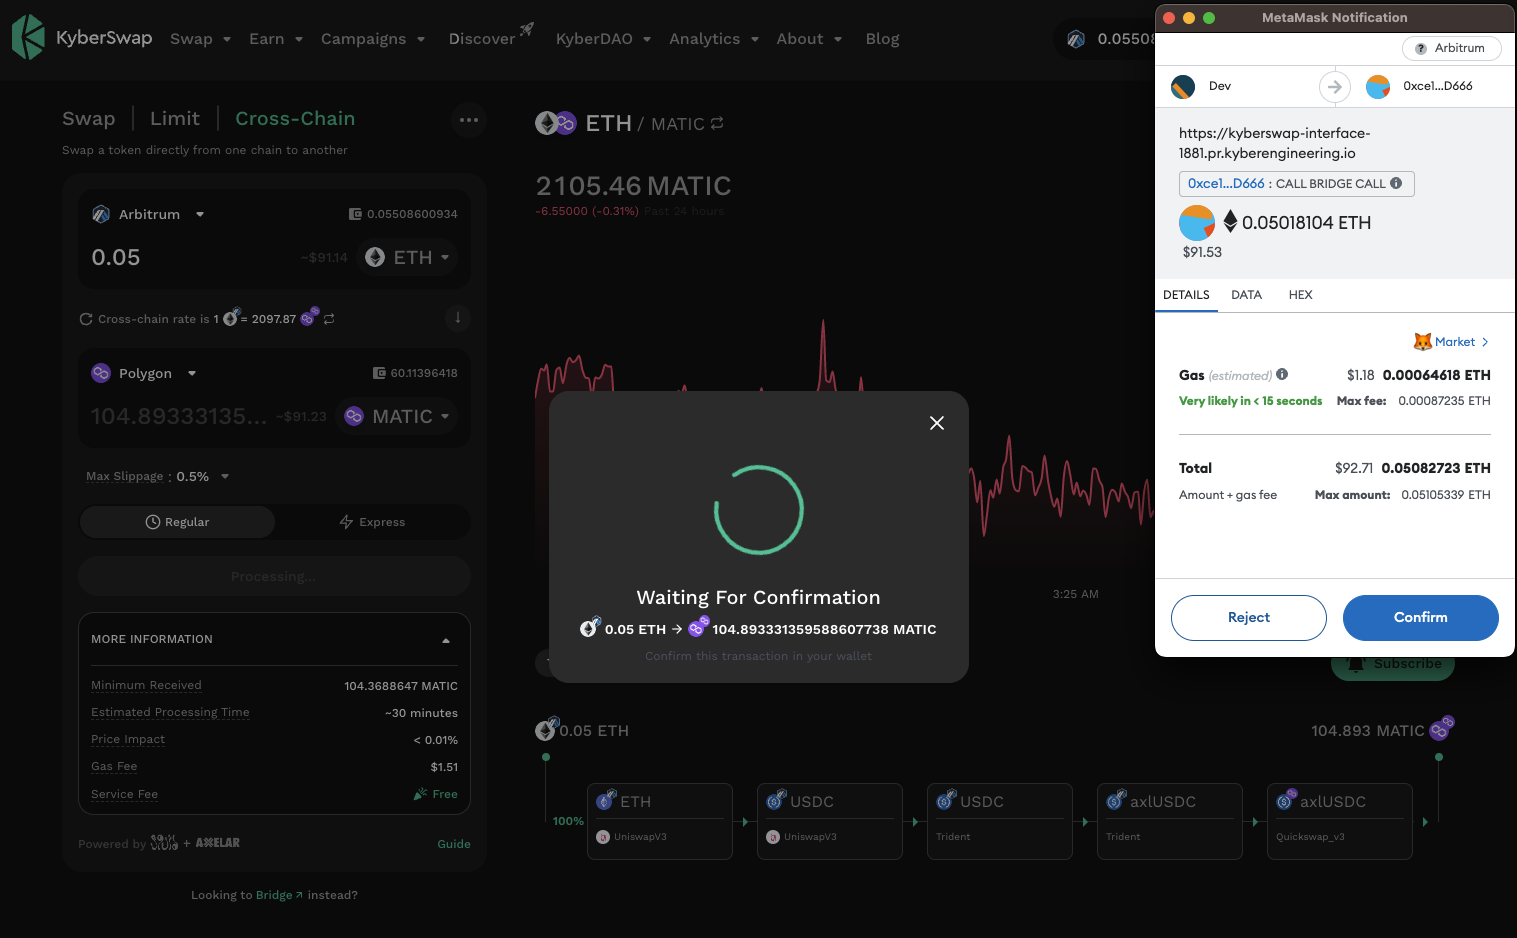 KyberSwap
Swap
Earn
Campaigns
Discover
KyberDAO
Analytics
About
Blog
0.0550
Swap
Limit
Cross-Chain
Swap a token directly from one chain to another
Arbitrum
0.05508600934
0.05
~$91.14
ETH
Cross-chain rate is 1 = 2097.87
Polygon
60.11396418
104.89333135...
~$91.23
MATIC
Max Slippage : 0.5%
Regular
Express
Processing...
MORE INFORMATION
Minimum Received
104.3688647 MATIC
Estimated Processing Time
~30 minutes
Price Impact
< 0.01%
Gas Fee
$1.51
Service Fee
Free
Powered by + AXELAR
Guide
Looking to Bridge ↗ instead?
ETH / MATIC
2105.46 MATIC
-6.55000 (-0.31%) Past 24 hours
3:25 AM
Subscribe
Waiting For Confirmation
0.05 ETH → 104.893331359588607738 MATIC
Confirm this transaction in your wallet
0.05 ETH
104.893 MATIC
100%
ETH
UniswapV3
USDC
UniswapV3
USDC
Trident
axlUSDC
Trident
axlUSDC
Quickswap_v3
MetaMask Notification
Arbitrum
Dev
0xce1...D666
https://kyberswap-interface-
1881.pr.kyberengineering.io
0xce1...D666 : CALL BRIDGE CALL
0.05018104 ETH
$91.53
DETAILS
DATA
HEX
Market >
Gas (estimated)
$1.18 0.00064618 ETH
Very likely in < 15 seconds
Max fee: 0.00087235 ETH
Total
$92.71 0.05082723 ETH
Amount + gas fee
Max amount: 0.05105339 ETH
Reject
Confirm